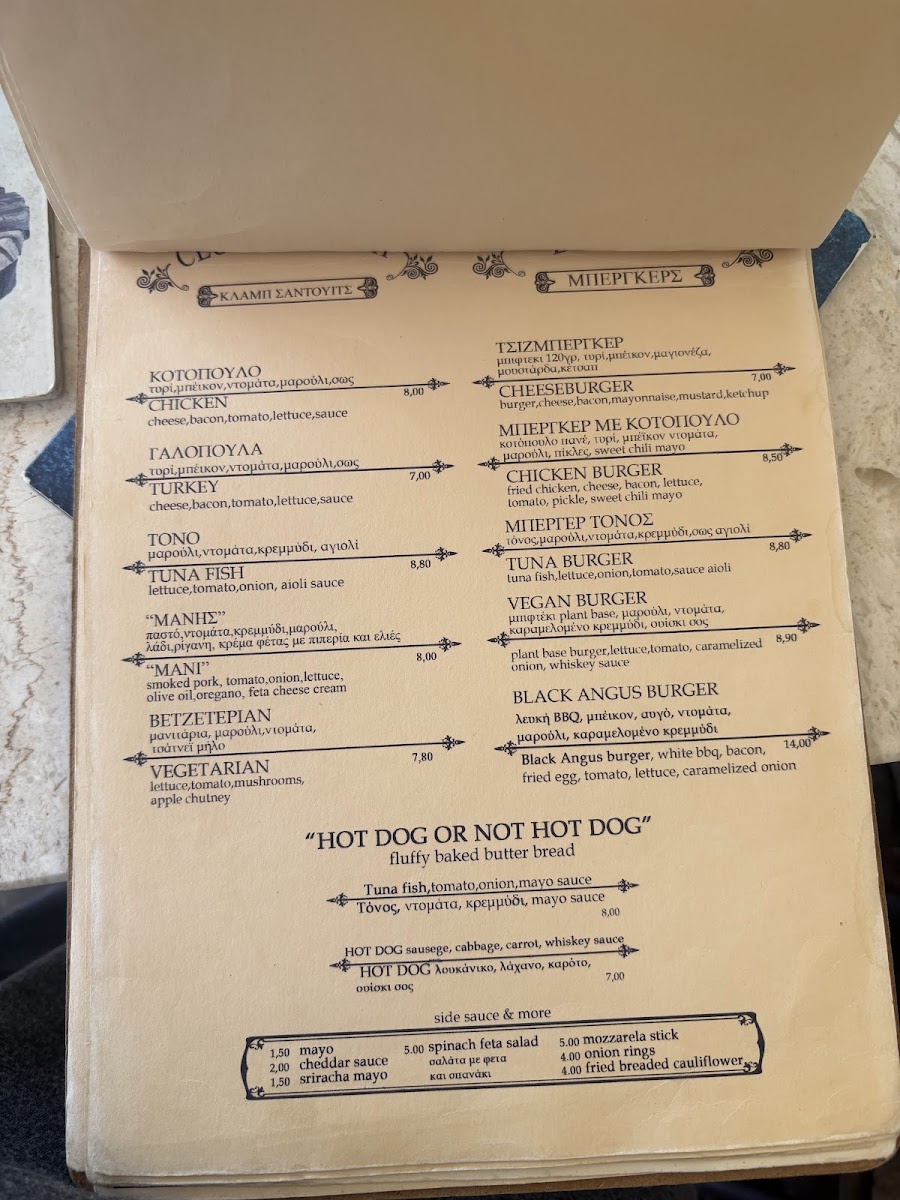 ΚΛΑΜΠ ΣΑΝΤΟΥΙΤΣ
ΚΟΤΟΠΟΥΛΟ
τυρί,μπέικον,ντομάτα,μαρούλι,σως
8,00
CHICKEN
cheese,bacon,tomato,lettuce,sauce
ΓΑΛΟΠΟΥΛΑ
τυρί,μπέικον,ντομάτα,μαρούλι,σως
7,00
TURKEY
cheese,bacon,tomato,lettuce,sauce
ΤΟΝΟ
μαρούλι,ντομάτα,κρεμμύδι, αγιολί
8,80
TUNA FISH
lettuce,tomato,onion, aioli sauce
“ΜΑΝΗΣ”
παστό,ντομάτα,κρεμμύδι,μαρούλι,
λάδι,ρίγανη, κρέμα φέτας με πιπερία και ελιές
8,00
“MANI”
smoked pork, tomato,onion,lettuce,
olive oil,oregano, feta cheese cream
ΒΕΤΖΕΤΕΡΙΑΝ
μανιτάρια, μαρούλι,ντομάτα,
τσάτνεϊ μήλο
7,80
VEGETARIAN
lettuce,tomato,mushrooms,
apple chutney
ΜΠΕΡΓΚΕΡΣ
ΤΣΙΖΜΠΕΡΓΚΕΡ
μπιφτεκι 120γρ, τυρί,μπέικον,μαγιονέζα,
μουστάρδα,κέτσαπ
7,00
CHEESEBURGER
burger,cheese,bacon,mayonnaise,mustard,ketchup
ΜΠΕΡΓΚΕΡ ΜΕ ΚΟΤΟΠΟΥΛΟ
κοτόπουλο πανέ, τυρί, μπέϊκον ντομάτα,
μαρούλι, πίκλες, sweet chili mayo
8,50
CHICKEN BURGER
fried chicken, cheese, bacon, lettuce,
tomato, pickle, sweet chili mayo
ΜΠΕΡΓΕΡ ΤΟΝΟΣ
τόνος,μαρούλι,ντομάτα,κρεμμύδι,σως αγιολί
8,80
TUNA BURGER
tuna fish,lettuce,onion,tomato,sauce aioli
VEGAN BURGER
μπιφτέκι plant base, μαρούλι, ντομάτα,
καραμελομένο κρεμμύδι, ουίσκι σος
8,90
plant base burger,lettuce,tomato, caramelized
onion, whiskey sauce
BLACK ANGUS BURGER
λευκή BBQ, μπέικον, αυγό, ντομάτα,
μαρούλι, καραμελομένο κρεμμύδι
14,00
Black Angus burger, white bbq, bacon,
fried egg, tomato, lettuce, caramelized onion
“HOT DOG OR NOT HOT DOG”
fluffy baked butter bread
Tuna fish,tomato,onion,mayo sauce
Τόνος, ντομάτα, κρεμμύδι, mayo sauce
8,00
HOT DOG sausege, cabbage, carrot, whiskey sauce
HOT DOG λουκάνικο, λάχανο, καρότο,
ουίσκι σος
7,00
side sauce & more
1,50 mayo
2,00 cheddar sauce
1,50 sriracha mayo
5.00 spinach feta salad
σαλάτα με φετα
και σπανάκι
5.00 mozzarela stick
4.00 onion rings
4.00 fried breaded cauliflower